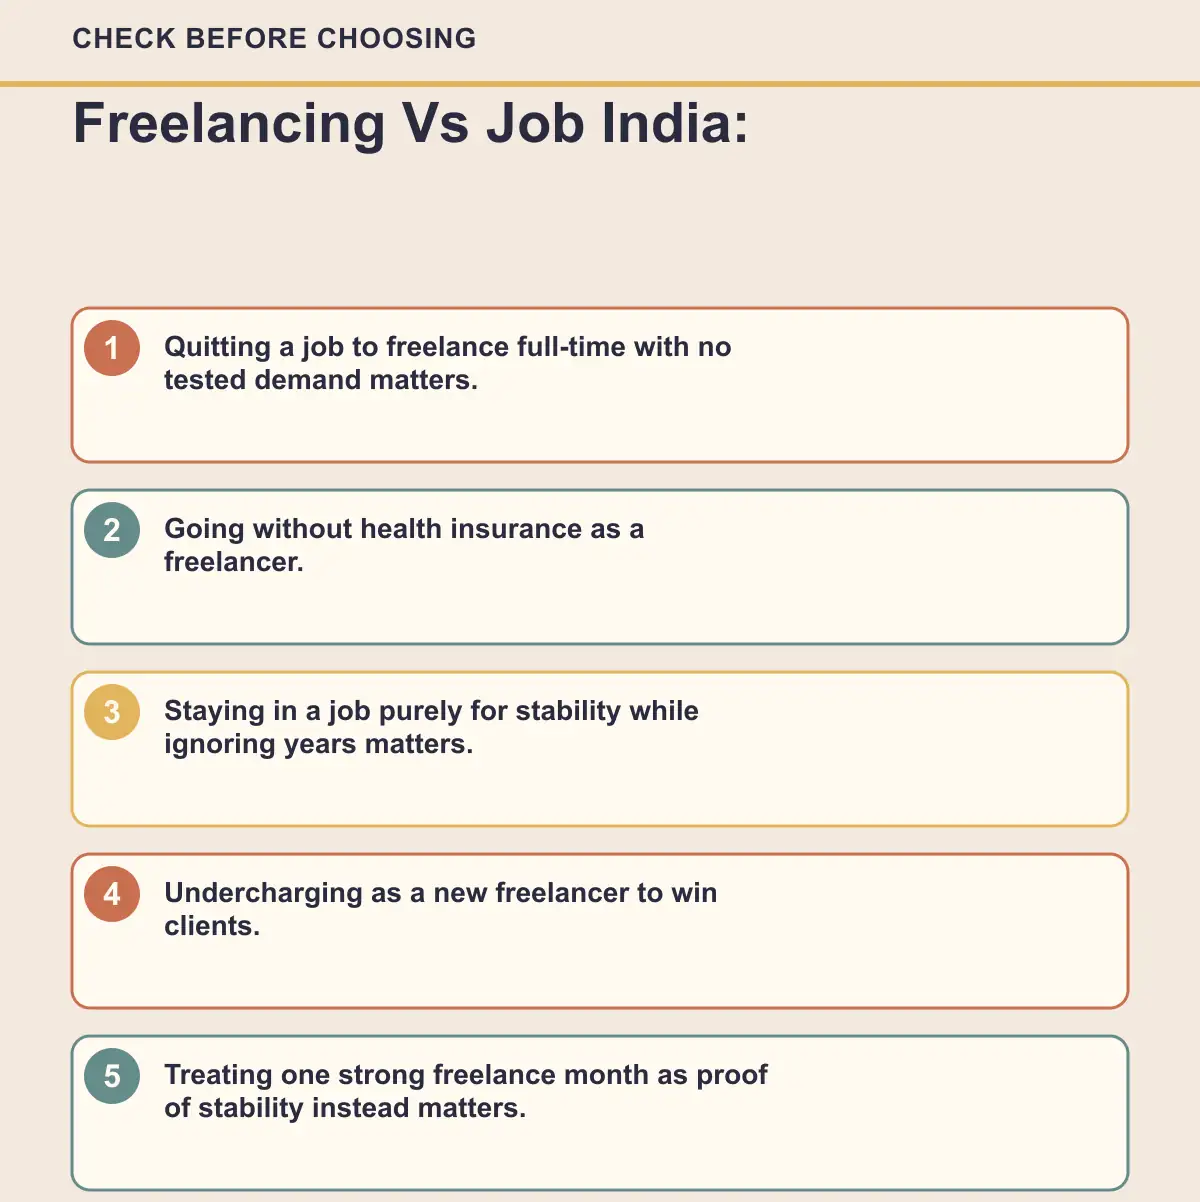 CHECK BEFORE CHOOSING
Freelancing Vs Job India:
1
Quitting a job to freelance full-time with no
tested demand matters.
2
Going without health insurance as a
freelancer.
3
Staying in a job purely for stability while
ignoring years matters.
4
Undercharging as a new freelancer to win
clients.
5
Treating one strong freelance month as proof
of stability instead matters.